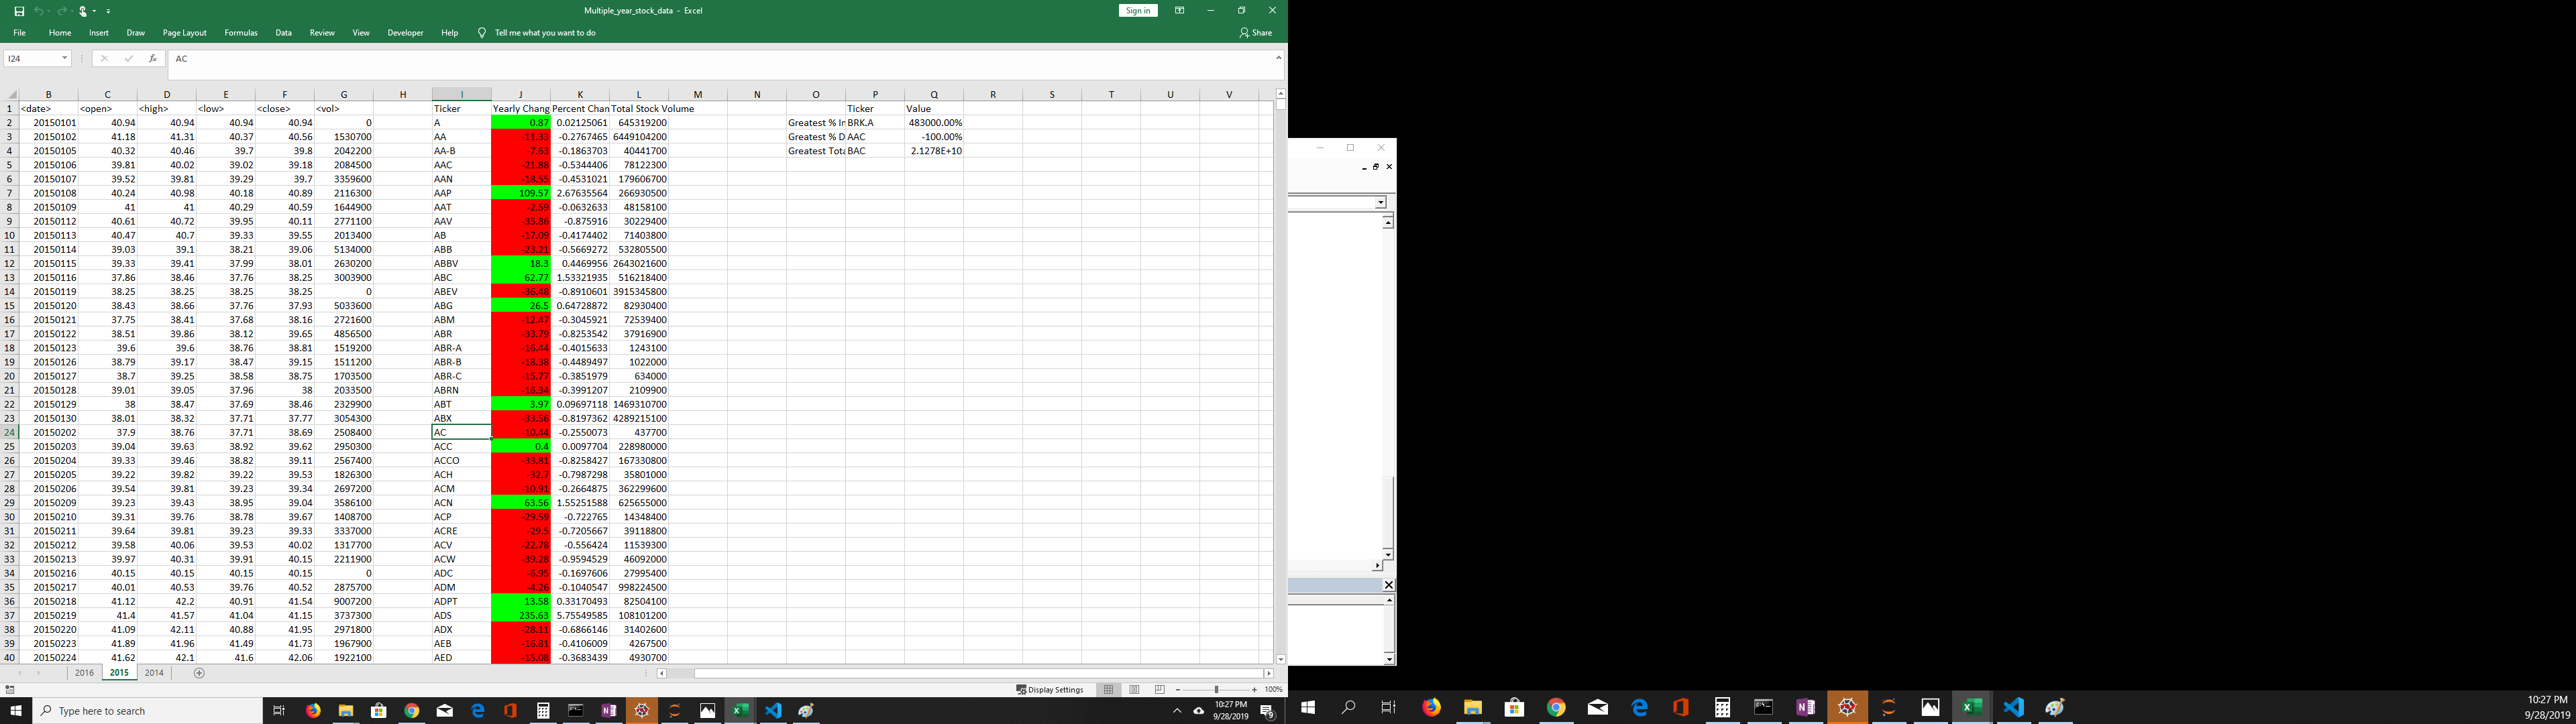 Multiple_year_stock_data - Excel
Sign in
File Home Insert Draw Page Layout Formulas Data Review View Developer Help Tell me what you want to do Share
I24 fx AC
B C D E F G H I J K L M N O P Q R S T U V
1 <date> <open> <high> <low> <close> <vol> Ticker Yearly Chang Percent Chan Total Stock Volume Ticker Value
2 20150101 40.94 40.94 40.94 40.94 0 A 0.87 0.02125061 645319200 Greatest % In BRK.A 483000.00%
3 20150102 41.18 41.31 40.37 40.56 1530700 AA -11.33 -0.2767465 6449104200 Greatest % D AAC -100.00%
4 20150105 40.32 40.46 39.7 39.8 2042200 AA-B -7.63 -0.1863703 40441700 Greatest Tota BAC 2.1278E+10
5 20150106 39.81 40.02 39.02 39.18 2084500 AAC -21.88 -0.5344406 78122300
6 20150107 39.52 39.81 39.29 39.7 3359600 AAN -18.55 -0.4531021 179606700
7 20150108 40.24 40.98 40.18 40.89 2116300 AAP 109.57 2.67635564 266930500
8 20150109 41 41 40.29 40.59 1644900 AAT -2.59 -0.0632633 48158100
9 20150112 40.61 40.72 39.95 40.11 2771100 AAV -35.86 -0.875916 30229400
10 20150113 40.47 40.7 39.33 39.55 2013400 AB -17.09 -0.4174402 71403800
11 20150114 39.03 39.1 38.21 39.06 5134000 ABB -23.21 -0.5669272 532805500
12 20150115 39.33 39.41 37.99 38.01 2630200 ABBV 18.3 0.4469956 2643021600
13 20150116 37.86 38.46 37.76 38.25 3003900 ABC 62.77 1.53321935 516218400
14 20150119 38.25 38.25 38.25 38.25 0 ABEV -36.48 -0.8910601 3915345800
15 20150120 38.43 38.66 37.76 37.93 5033600 ABG 26.5 0.64728872 82930400
16 20150121 37.75 38.41 37.68 38.16 2721600 ABM -12.47 -0.3045921 72539400
17 20150122 38.51 39.86 38.12 39.65 4856500 ABR -33.79 -0.8253542 37916900
18 20150123 39.6 39.6 38.76 38.81 1519200 ABR-A -16.44 -0.4015633 1243100
19 20150126 38.79 39.17 38.47 39.15 1511200 ABR-B -18.38 -0.4489497 1022000
20 20150127 38.7 39.25 38.58 38.75 1703500 ABR-C -15.77 -0.3851979 634000
21 20150128 39.01 39.05 37.96 38 2033500 ABRN -16.34 -0.3991207 2109900
22 20150129 38 38.47 37.69 38.46 2329900 ABT 3.97 0.09697118 1469310700
23 20150130 38.01 38.32 37.71 37.77 3054300 ABX -33.56 -0.8197362 4289215100
24 20150202 37.9 38.76 37.71 38.69 2508400 AC -10.44 -0.2550073 437700
25 20150203 39.04 39.63 38.92 39.62 2950300 ACC 0.4 0.0097704 228980000
26 20150204 39.33 39.46 38.82 39.11 2567400 ACCO -33.81 -0.8258427 167330800
27 20150205 39.22 39.82 39.22 39.53 1826300 ACH -32.7 -0.7987298 35801000
28 20150206 39.54 39.81 39.23 39.34 2697200 ACM -10.91 -0.2664875 362299600
29 20150209 39.23 39.43 38.95 39.04 3586100 ACN 63.56 1.55251588 625655000
30 20150210 39.31 39.76 38.78 39.67 1408700 ACP -29.59 -0.722765 14348400
31 20150211 39.64 39.81 39.23 39.33 3337000 ACRE -29.5 -0.7205667 39118800
32 20150212 39.58 40.06 39.53 40.02 1317700 ACV -22.78 -0.556424 11539300
33 20150213 39.97 40.31 39.91 40.15 2211900 ACW -39.28 -0.9594529 46092000
34 20150216 40.15 40.15 40.15 40.15 0 ADC -6.95 -0.1697606 27995400
35 20150217 40.01 40.53 39.76 40.52 2875700 ADM -4.26 -0.1040547 998224500
36 20150218 41.12 42.2 40.91 41.54 9007200 ADPT 13.58 0.33170493 82504100
37 20150219 41.4 41.57 41.04 41.15 3737300 ADS 235.63 5.75549585 108101200
38 20150220 41.09 42.11 40.88 41.95 2971800 ADX -28.11 -0.6866146 31402600
39 20150223 41.89 41.96 41.49 41.73 1967900 AEB -16.81 -0.4106009 4267500
40 20150224 41.62 42.1 41.6 42.06 1922100 AED -15.08 -0.3683439 4930700
2016 2015 2014
Display Settings 100%
Type here to search
10:27 PM
9/28/2019
9
10:27 PM
9/28/2019